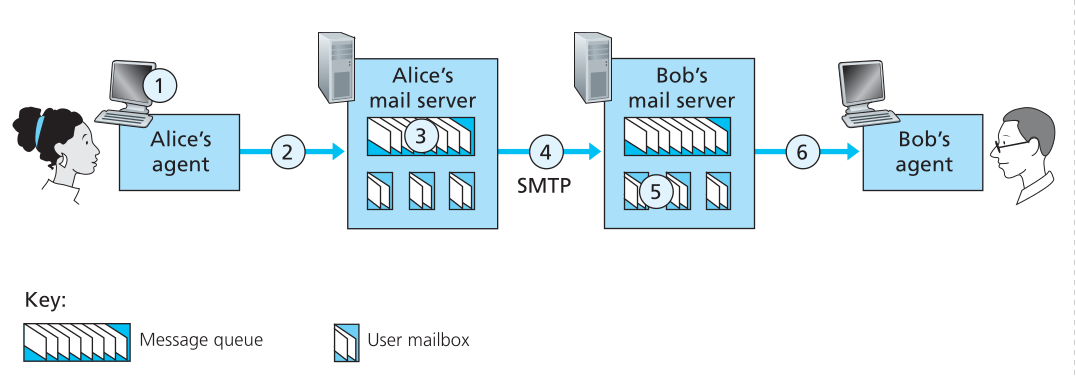 1
Alice's
agent
2
Alice's
mail server
3
4
SMTP
Bob's
mail server
5
6
Bob's
agent
Key:
Message queue
User mailbox